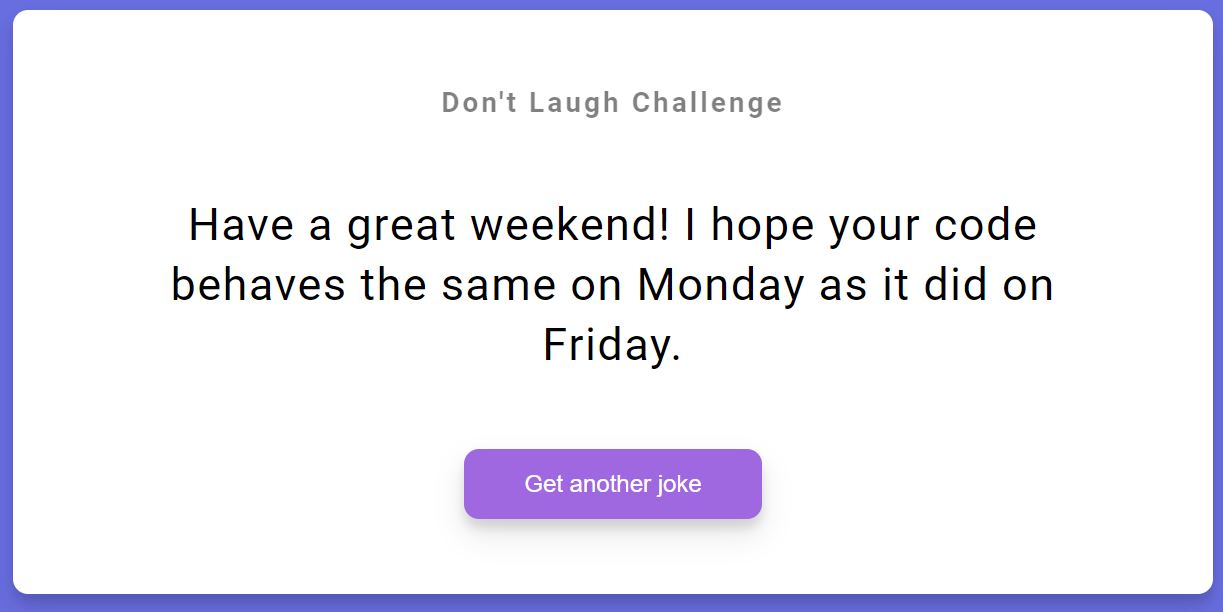 Don't Laugh Challenge
Have a great weekend! I hope your code
behaves the same on Monday as it did on
Friday.
Get another joke